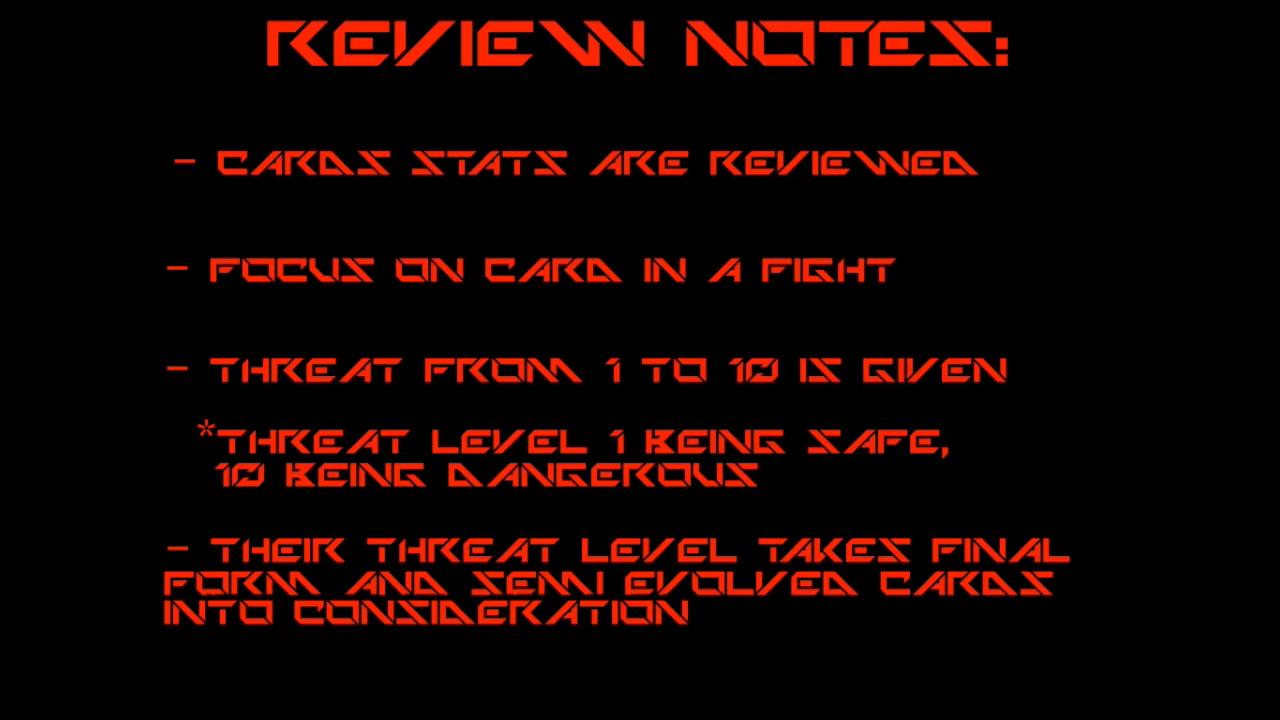 REVIEW NOTES:
- CARDS STATS ARE REVIEWED
- FOCUS ON CARD IN A FIGHT
- THREAT FROM 1 TO 10 IS GIVEN
*THREAT LEVEL 1 BEING SAFE,
10 BEING DANGEROUS
- THEIR THREAT LEVEL TAKES FINAL
FORM AND SEMI EVOLVED CARDS
INTO CONSIDERATION